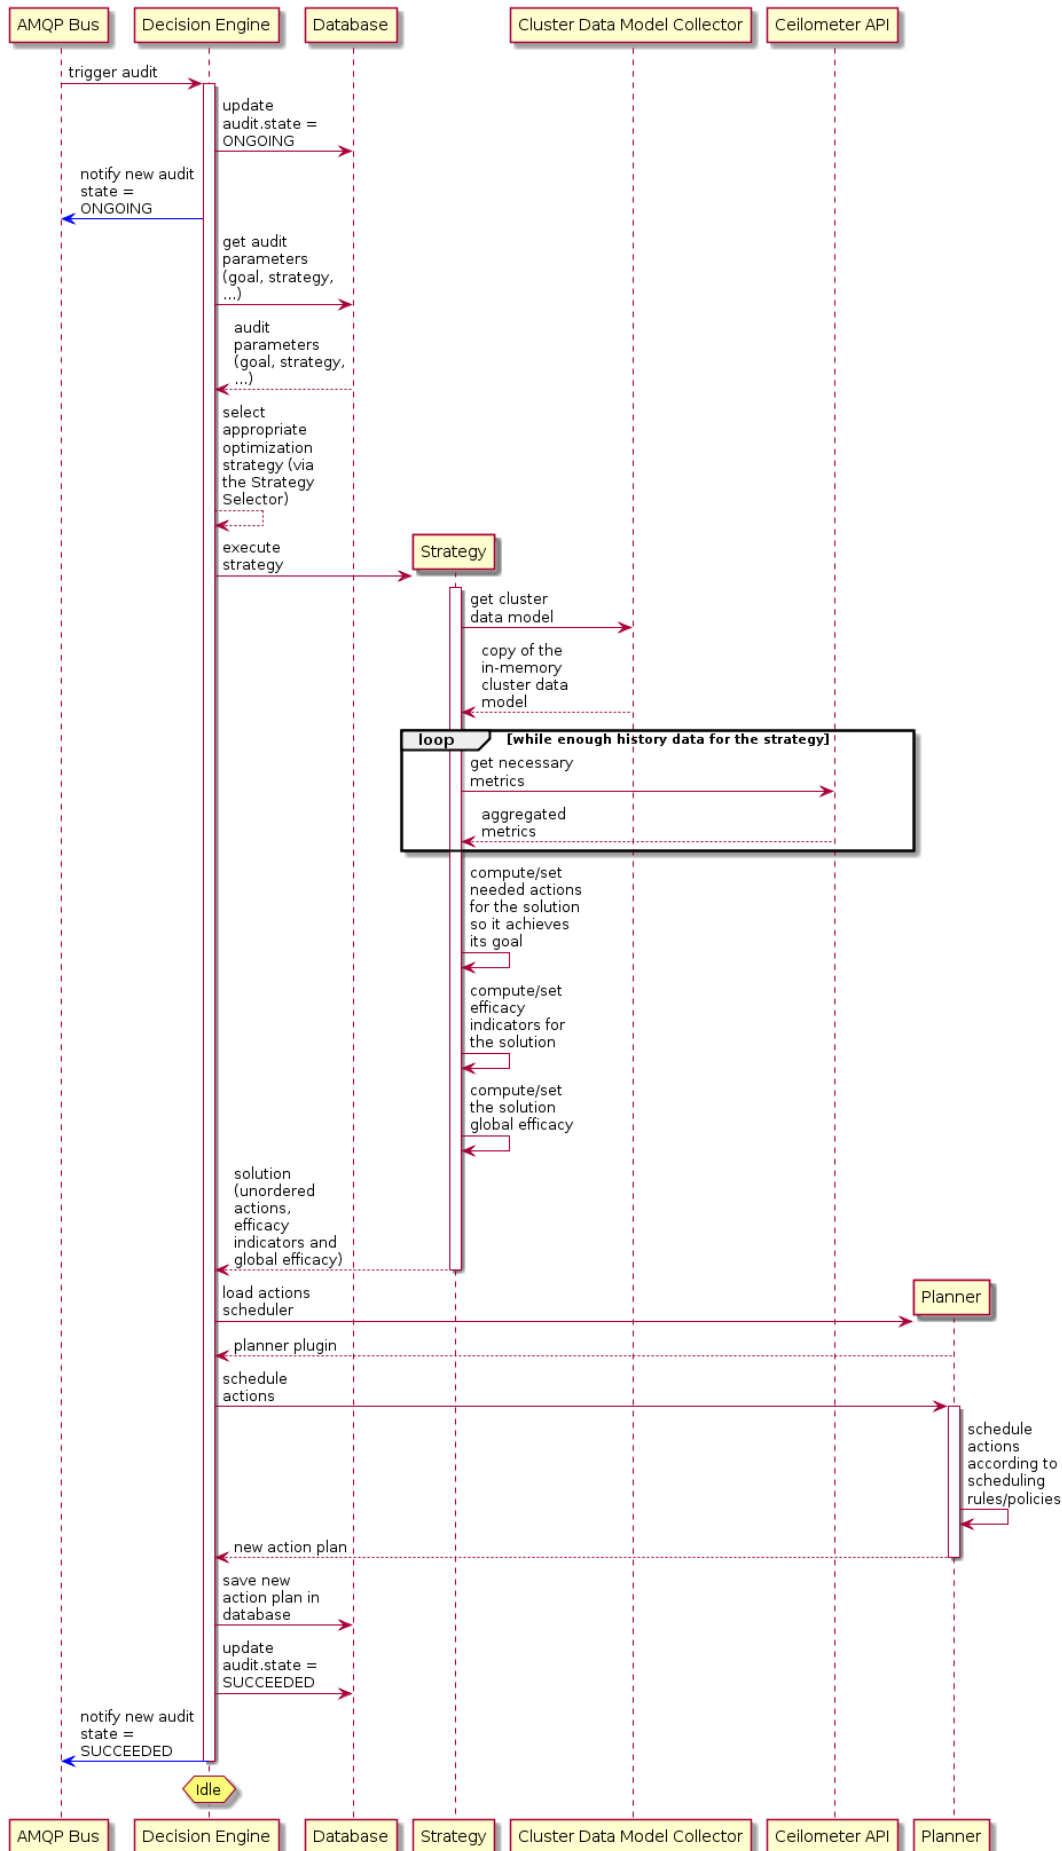 AMQP Bus
Decision Engine
Database
Cluster Data Model Collector
Ceilometer API
trigger audit
update
audit.state =
ONGOING
notify new audit
state =
ONGOING
get audit
parameters
(goal, strategy,
...)
audit
parameters
(goal, strategy,
...)
select
appropriate
optimization
strategy (via
the Strategy
Selector)
execute
strategy
Strategy
get cluster
data model
copy of the
in-memory
cluster data
model
loop
[while enough history data for the strategy]
get necessary
metrics
aggregated
metrics
compute/set
needed actions
for the solution
so it achieves
its goal
compute/set
efficacy
indicators for
the solution
compute/set
the solution
global efficacy
solution
(unordered
actions,
efficacy
indicators and
global efficacy)
load actions
scheduler
Planner
planner plugin
schedule
actions
schedule
actions
according to
scheduling
rules/policies
new action plan
save new
action plan in
database
update
audit.state =
SUCCEEDED
notify new audit
state =
SUCCEEDED
Idle
AMQP Bus
Decision Engine
Database
Strategy
Cluster Data Model Collector
Ceilometer API
Planner